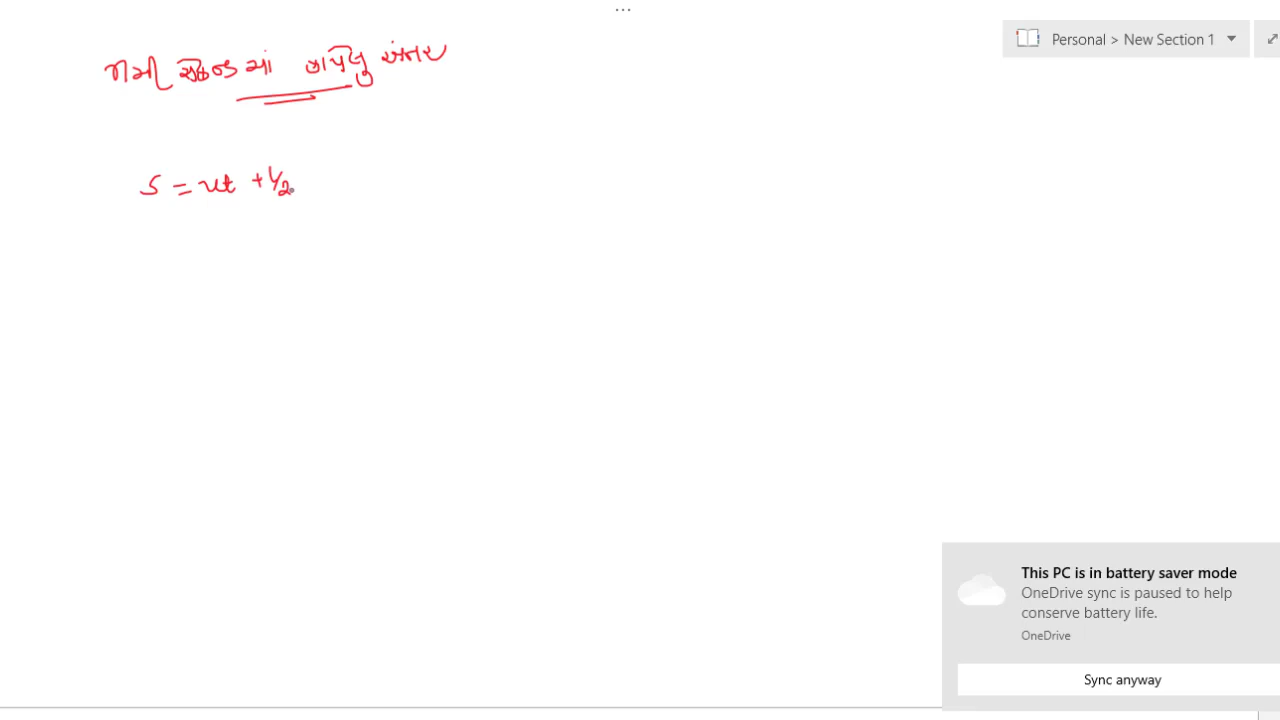 ...
Personal > New Section 1
નમી સેકન્ડ માં કાપેલુ અંતર
S = ut + 1/2
This PC is in battery saver mode
OneDrive sync is paused to help
conserve battery life.
OneDrive
Sync anyway